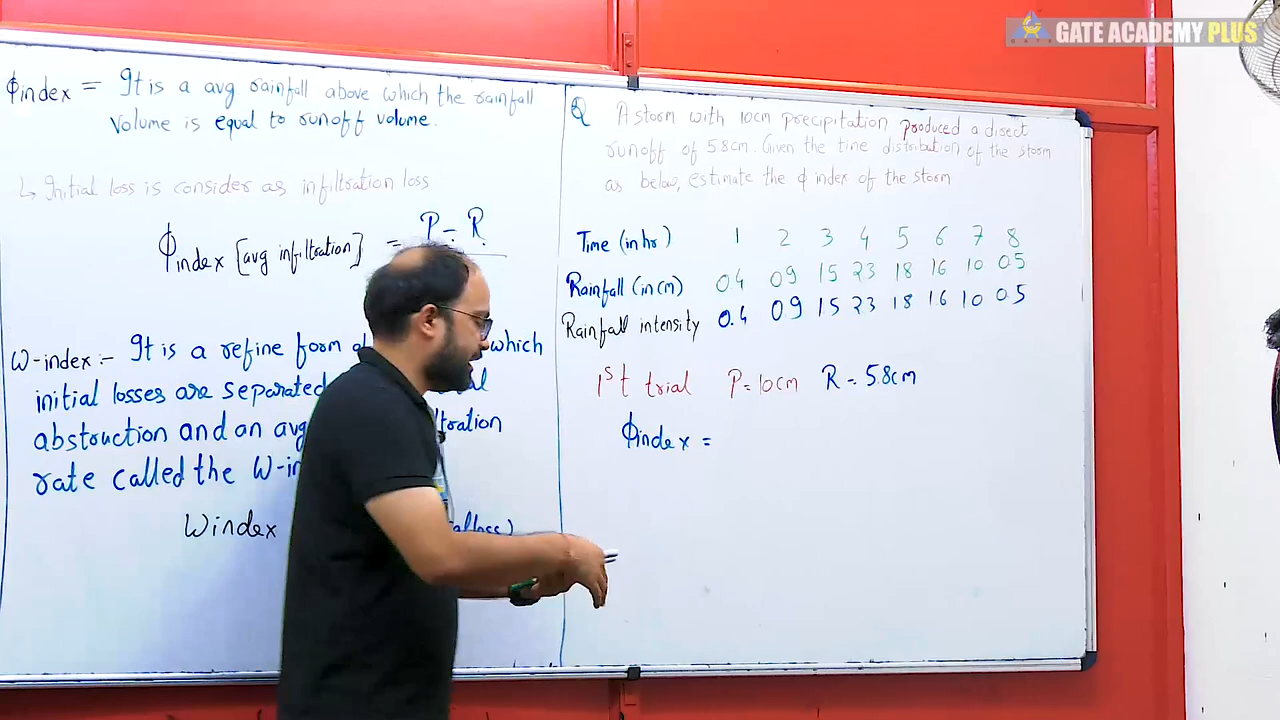 GATE ACADEMY PLUS
ϕindex = It is a avg rainfall above which the rainfall
Volume is equal to runoff volume.
↳ Initial loss is consider as infiltration loss
ϕindex [avg infiltration] = P - R
W-index :- It is a refine form which
initial losses are separated
abstruction and an avg
rate called the W-in
Windex
Q A storm with 10cm precipitation produced a direct
runoff of 5.8cm. Given the time distribution of the storm
as below, estimate the ϕ index of the storm
Time (in hr) 1 2 3 4 5 6 7 8
Rainfall (in cm) 0.4 0.9 1.5 2.3 1.8 1.6 1.0 0.5
Rainfall intensity 0.4 0.9 1.5 2.3 1.8 1.6 1.0 0.5
1st trial P = 10cm R = 5.8cm
ϕindex =